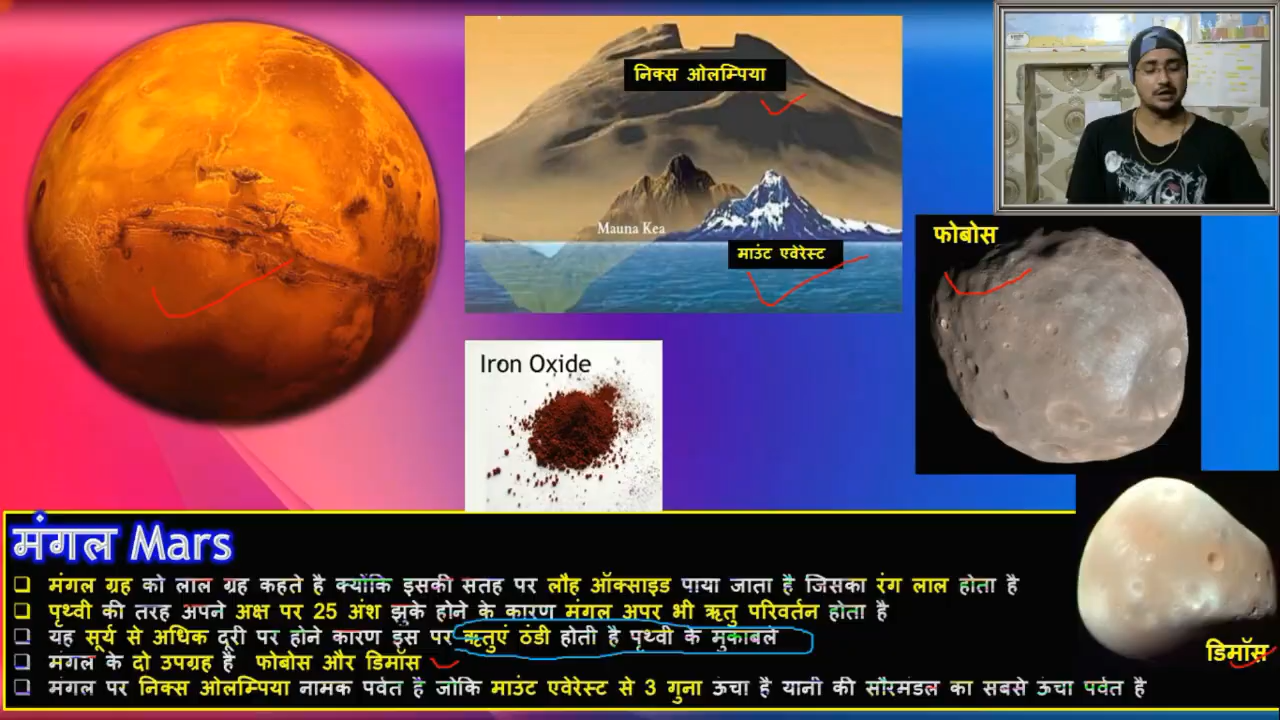 निक्स ओलम्पिया
Mauna Kea
माउंट एवेरेस्ट
फोबोस
Iron Oxide
डिमॉस
मंगल Mars
मंगल ग्रह को लाल ग्रह कहते है क्योंकि इसकी सतह पर लौह ऑक्साइड पाया जाता है जिसका रंग लाल होता है
पृथ्वी की तरह अपने अक्ष पर 25 अंश झुके होने के कारण मंगल अपर भी ऋतु परिवर्तन होता है
यह सूर्य से अधिक दूरी पर होने कारण इस पर ऋतुएं ठंडी होती है पृथ्वी के मुकाबले
मंगल के दो उपग्रह है फोबोस और डिमॉस
मंगल पर निक्स ओलम्पिया नामक पर्वत है जोकि माउंट एवेरेस्ट से 3 गुना ऊंचा है यानी की सौरमंडल का सबसे ऊंचा पर्वत है